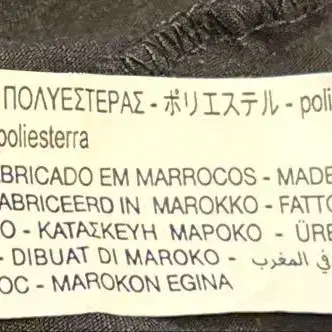 ΠΟΛΥΕΣΤΕΡΑΣ - ポリエステル - poli
poliesterra
ABRICADO EM MARROCOS - MADE
ABRICEERD IN MAROKKO - FATTO
O - ΚΑΤΑΣΚΕΥΗ ΜΑΡΟΚΟ - ÜRE
- DIBUAT DI MAROKO - في المغرب
OC - MAROKON EGINA